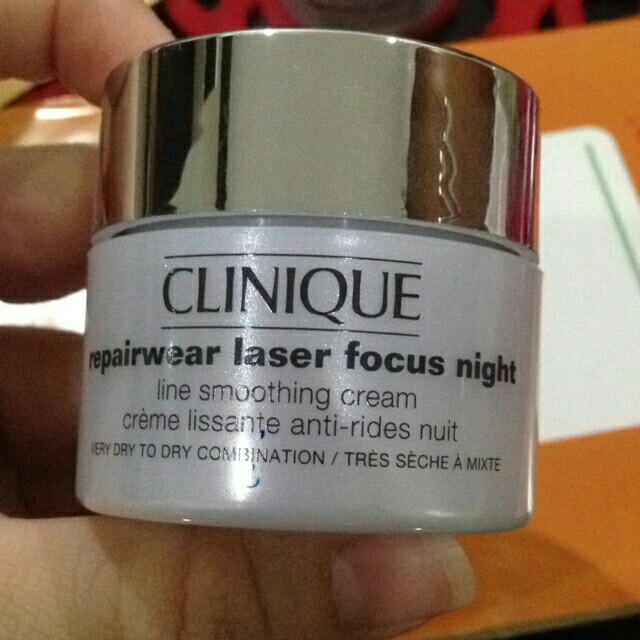 CLINIQUE
repairwear laser focus night
line smoothing cream
crème lissante anti-rides nuit
VERY DRY TO DRY COMBINATION / TRÈS SÈCHE À MIXTE